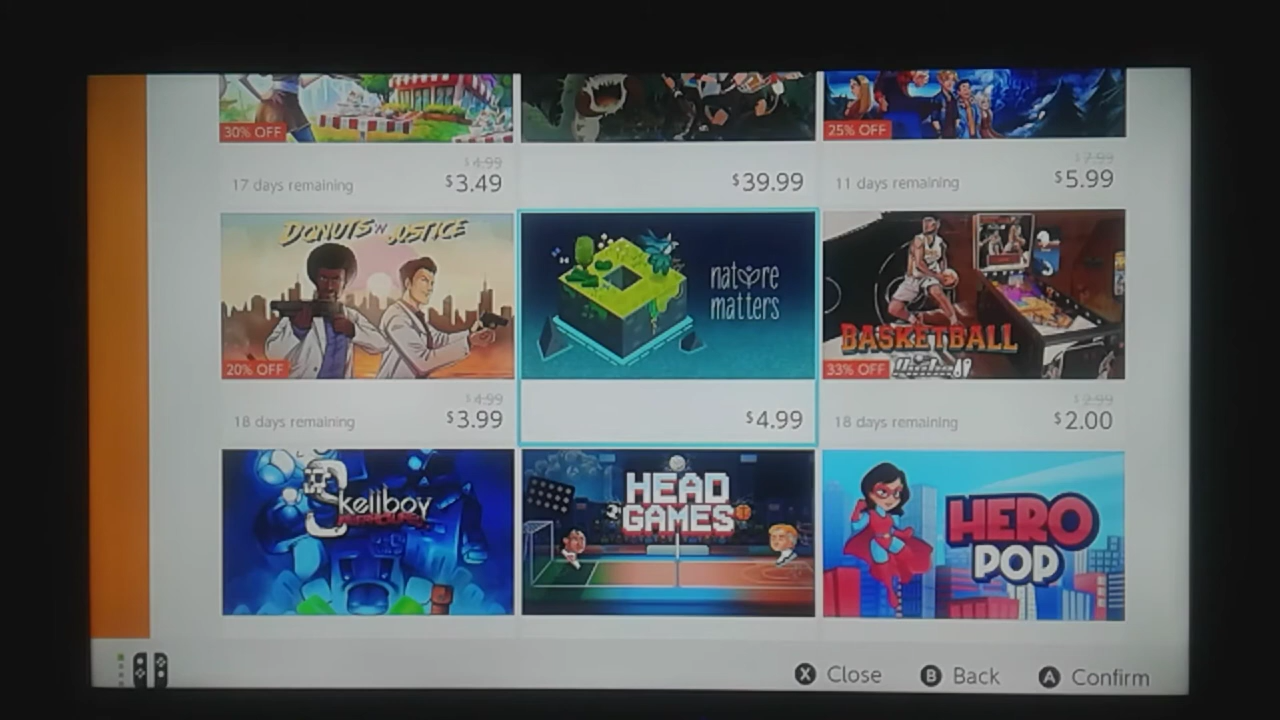 30% OFF
25% OFF
$4.99
$7.99
17 days remaining
$3.49
$39.99
11 days remaining
$5.99
DONUTS 'N' JUSTICE
nature
matters
BASKETBALL
20% OFF
33% OFF
Pinball
$4.99
$2.99
18 days remaining
$3.99
$4.99
18 days remaining
$2.00
Skellboy
HEAD
GAMES
HERO
POP
X Close
B Back
A Confirm